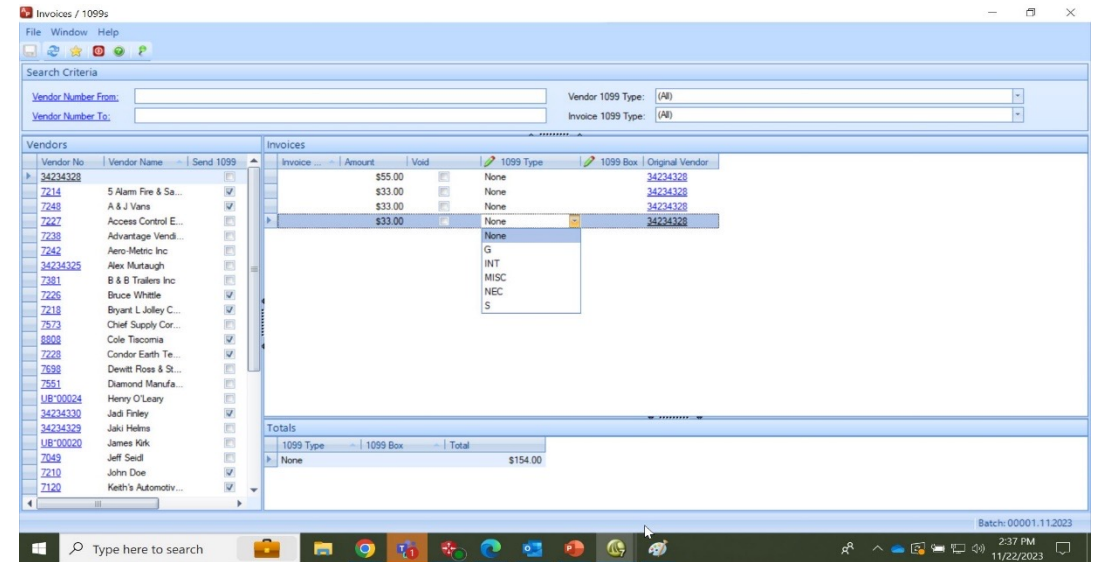 Invoices / 1099s
File Window Help
Search Criteria
Vendor Number From: Vendor 1099 Type: (All)
Vendor Number To: Invoice 1099 Type: (All)
Vendors Invoices
Vendor No Vendor Name Send 1099 Invoice ... Amount Void 1099 Type 1099 Box Original Vendor
34234328 $55.00 None 34234328
7214 5 Alarm Fire & Sa... $33.00 None 34234328
7248 A & J Vans $33.00 None 34234328
7227 Access Control E... $33.00 None 34234328
7238 Advantage Vendi... None
7242 Aero-Metric Inc G
34234325 Alex Murtaugh INT
7381 B & B Trailers Inc MISC
7226 Bruce Whittle NEC
7218 Bryant L Jolley C... S
7573 Chief Supply Cor...
8808 Cole Tiscornia
7228 Condor Earth Te...
7698 Dewitt Ross & St...
7551 Diamond Manufa...
UB*00024 Henry O'Leary
34234330 Jadi Finley
34234329 Jaki Helms Totals
UB*00020 James Kirk 1099 Type 1099 Box Total
7049 Jeff Seidl None $154.00
7210 John Doe
7120 Keith's Automotiv...
Batch: 00001.11.2023
Type here to search 2:37 PM
11/22/2023